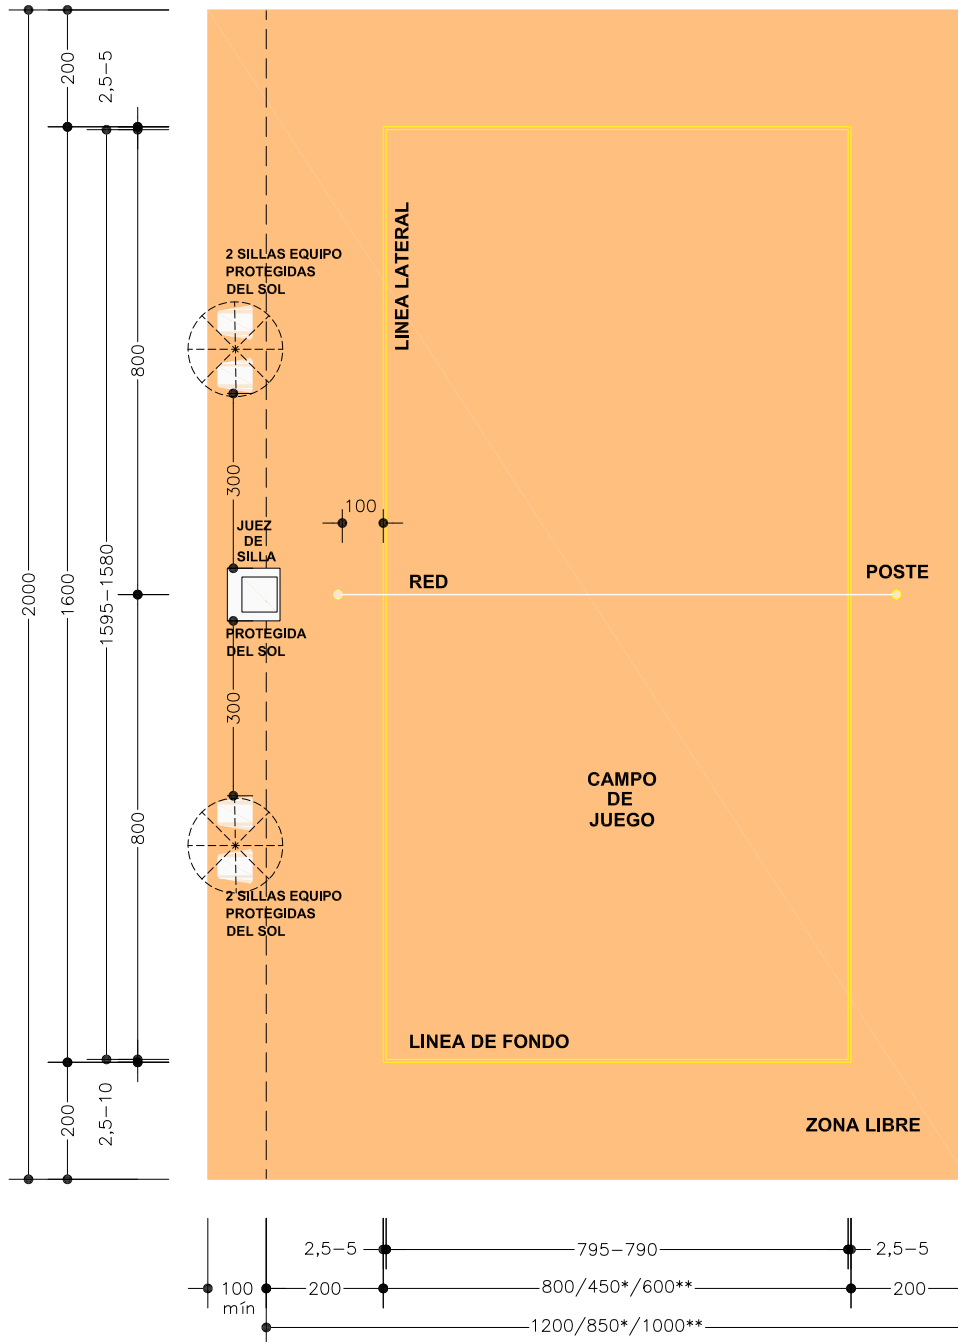 200
2,5-5
2 SILLAS EQUIPO
PROTEGIDAS
DEL SOL
LINEA LATERAL
800
300
100
JUEZ
DE
SILLA
2000
1600
1595-1580
RED
POSTE
PROTEGIDA
DEL SOL
300
CAMPO
DE
JUEGO
800
2 SILLAS EQUIPO
PROTEGIDAS
DEL SOL
LINEA DE FONDO
200
2,5-10
ZONA LIBRE
2,5-5
795-790
2,5-5
100
mín
200
800/450*/600**
200
1200/850*/1000**